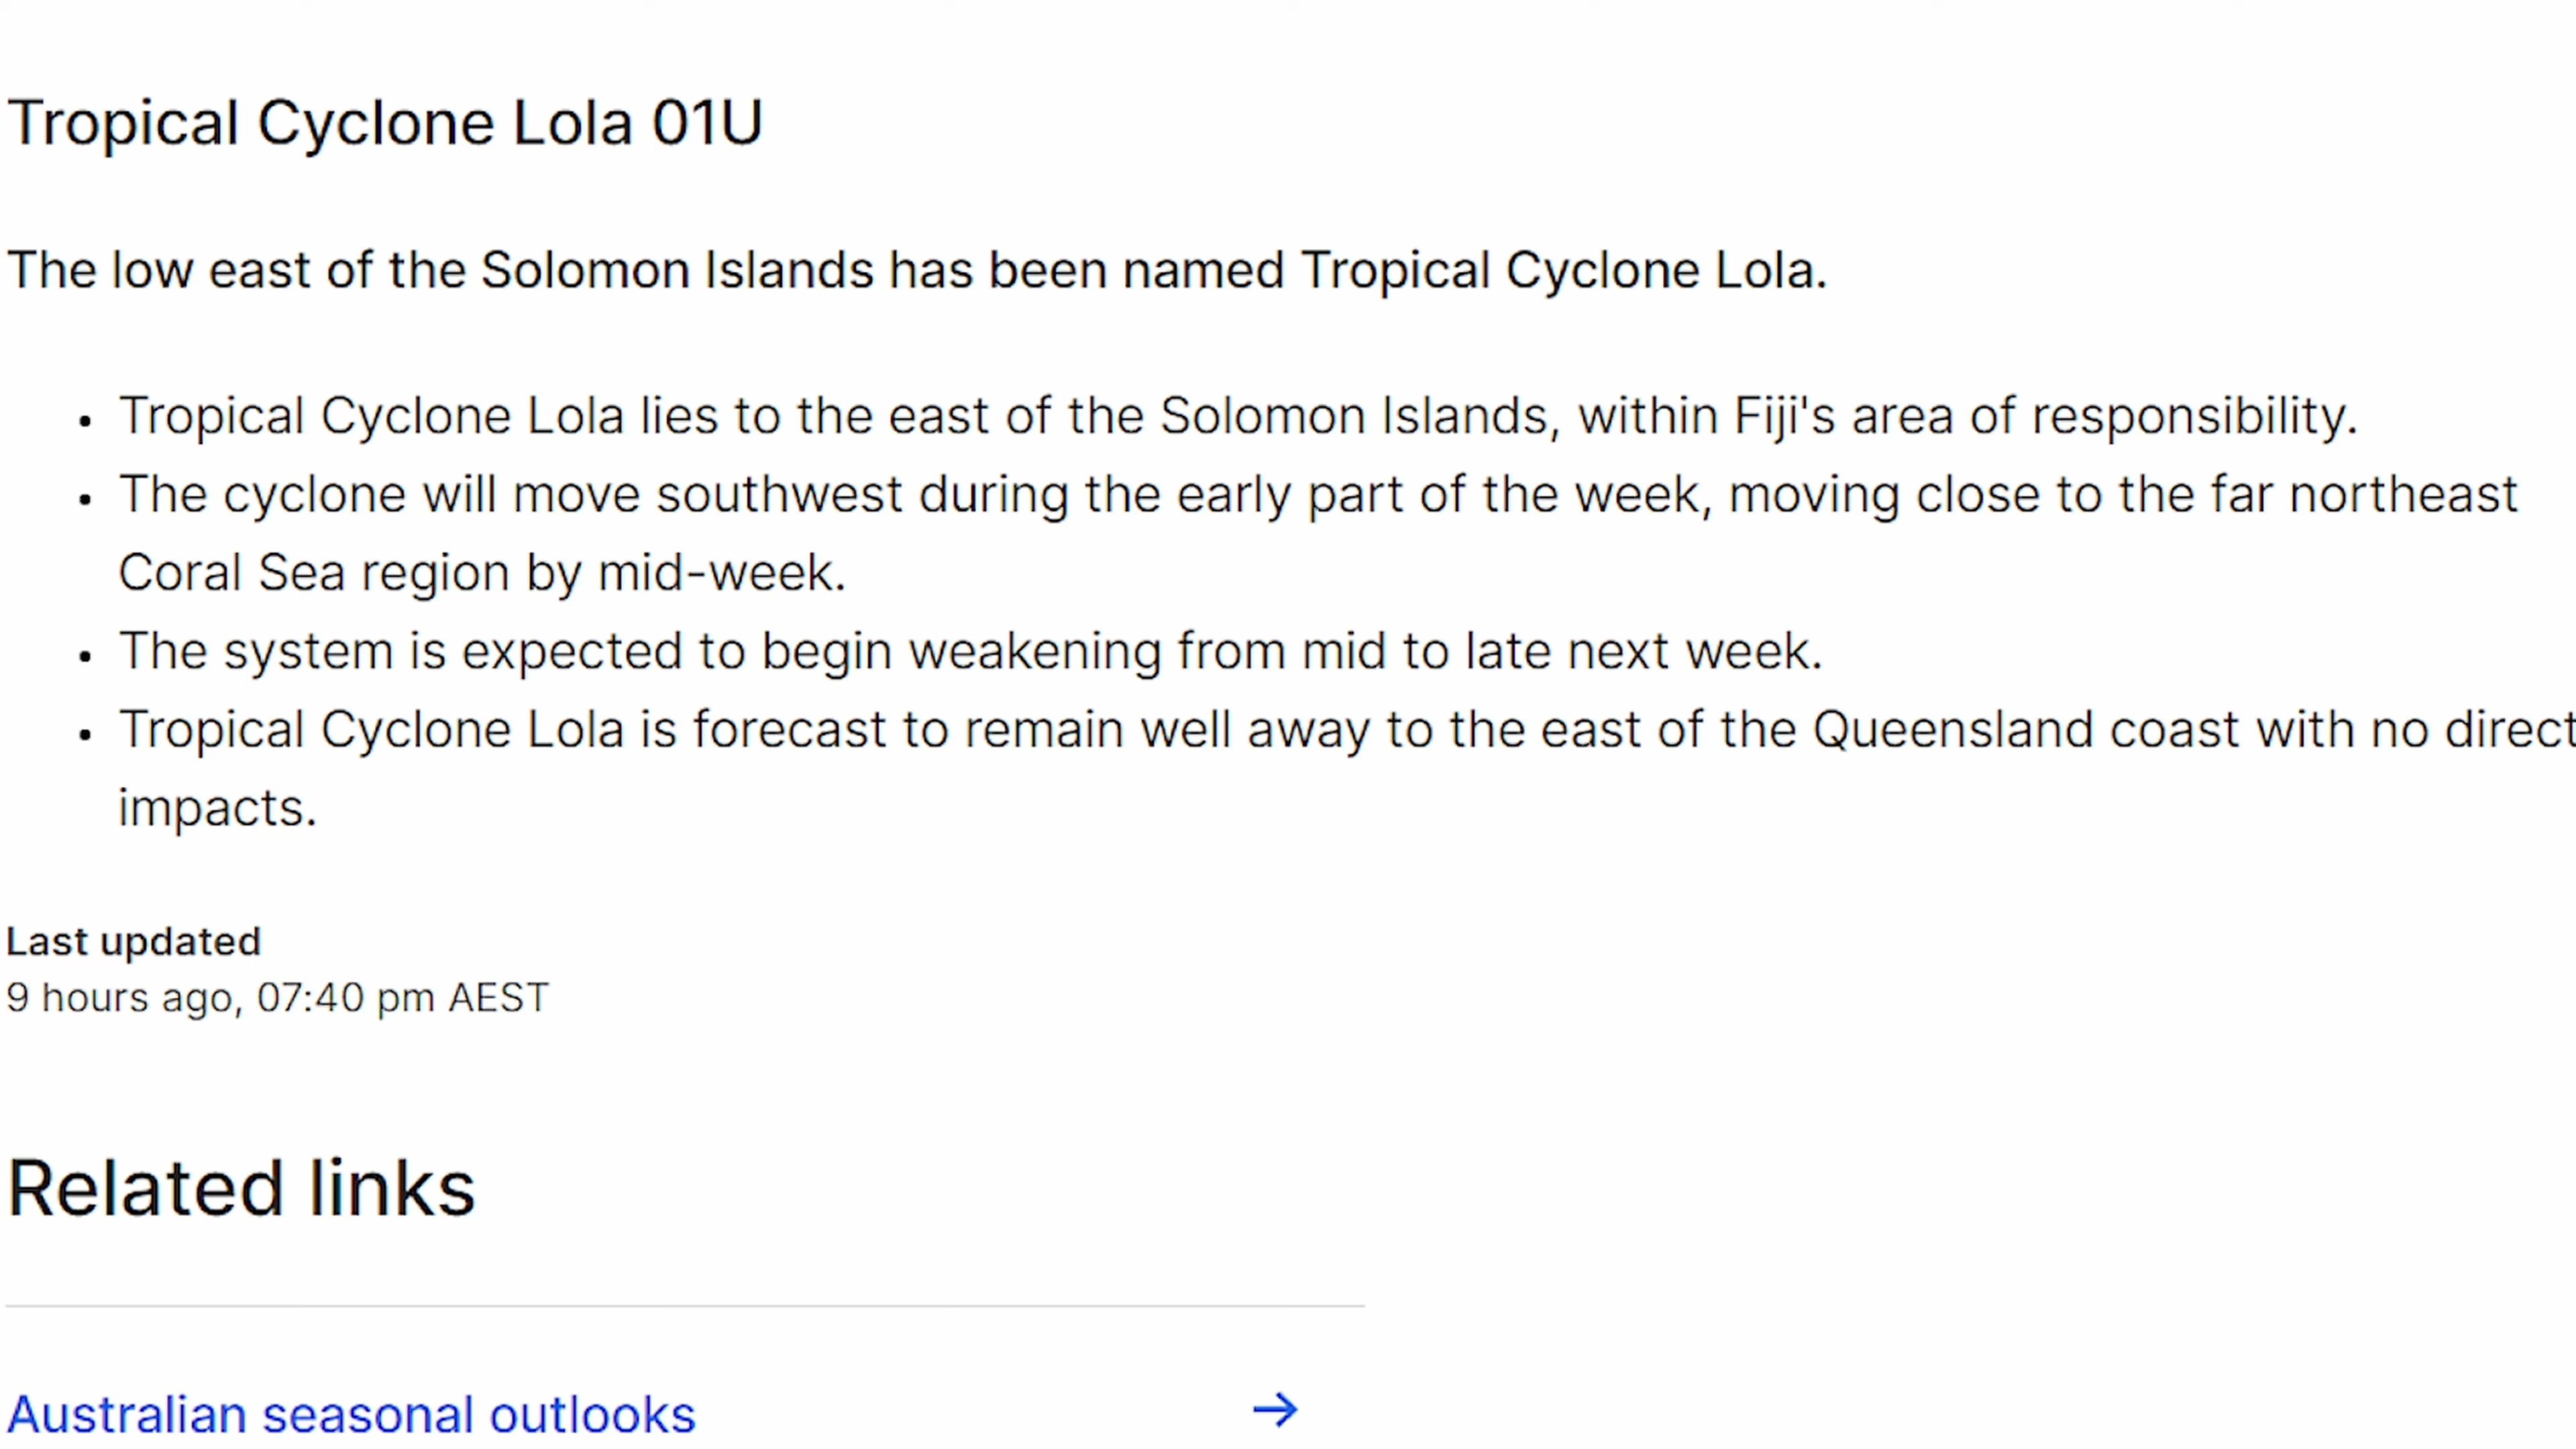 Tropical Cyclone Lola 01U
The low east of the Solomon Islands has been named Tropical Cyclone Lola.
• Tropical Cyclone Lola lies to the east of the Solomon Islands, within Fiji's area of responsibility.
• The cyclone will move southwest during the early part of the week, moving close to the far northeast
Coral Sea region by mid-week.
• The system is expected to begin weakening from mid to late next week.
• Tropical Cyclone Lola is forecast to remain well away to the east of the Queensland coast with no direct
impacts.
Last updated
9 hours ago, 07:40 pm AEST
Related links
Australian seasonal outlooks →